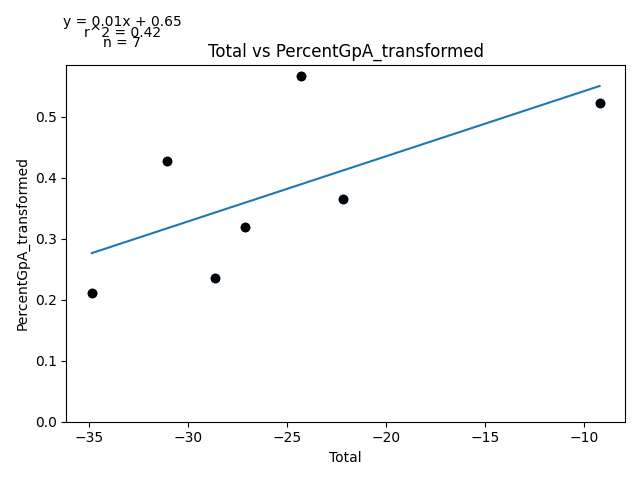 y = 0.01x + 0.65
r^2 = 0.42
n = 7
Total vs PercentGpA_transformed
PercentGpA_transformed
0.5
0.4
0.3
0.2
0.1
0.0
−35 −30 −25 −20 −15 −10
Total